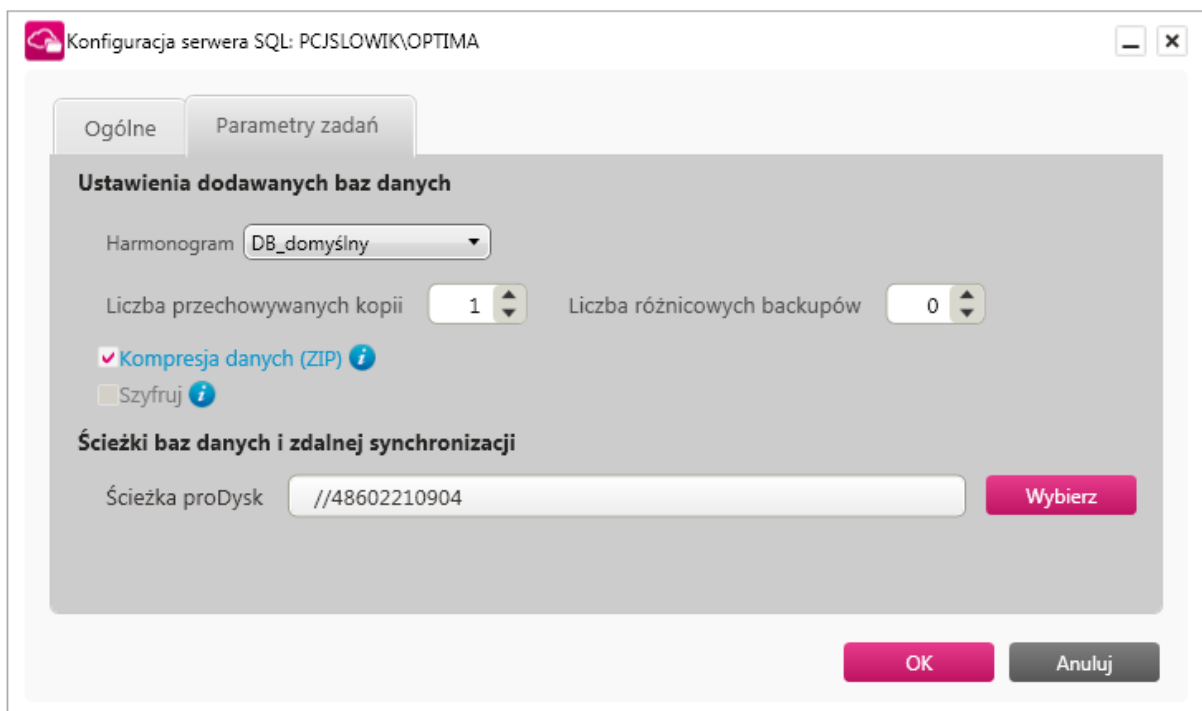 Konfiguracja serwera SQL: PCJSLOWIK\OPTIMA
Ogólne Parametry zadań
Ustawienia dodawanych baz danych
Harmonogram DB_domyślny
Liczba przechowywanych kopii 1 Liczba różnicowych backupów 0
Kompresja danych (ZIP)
Szyfruj
Ścieżki baz danych i zdalnej synchronizacji
Ścieżka proDysk //48602210904 Wybierz
OK Anuluj